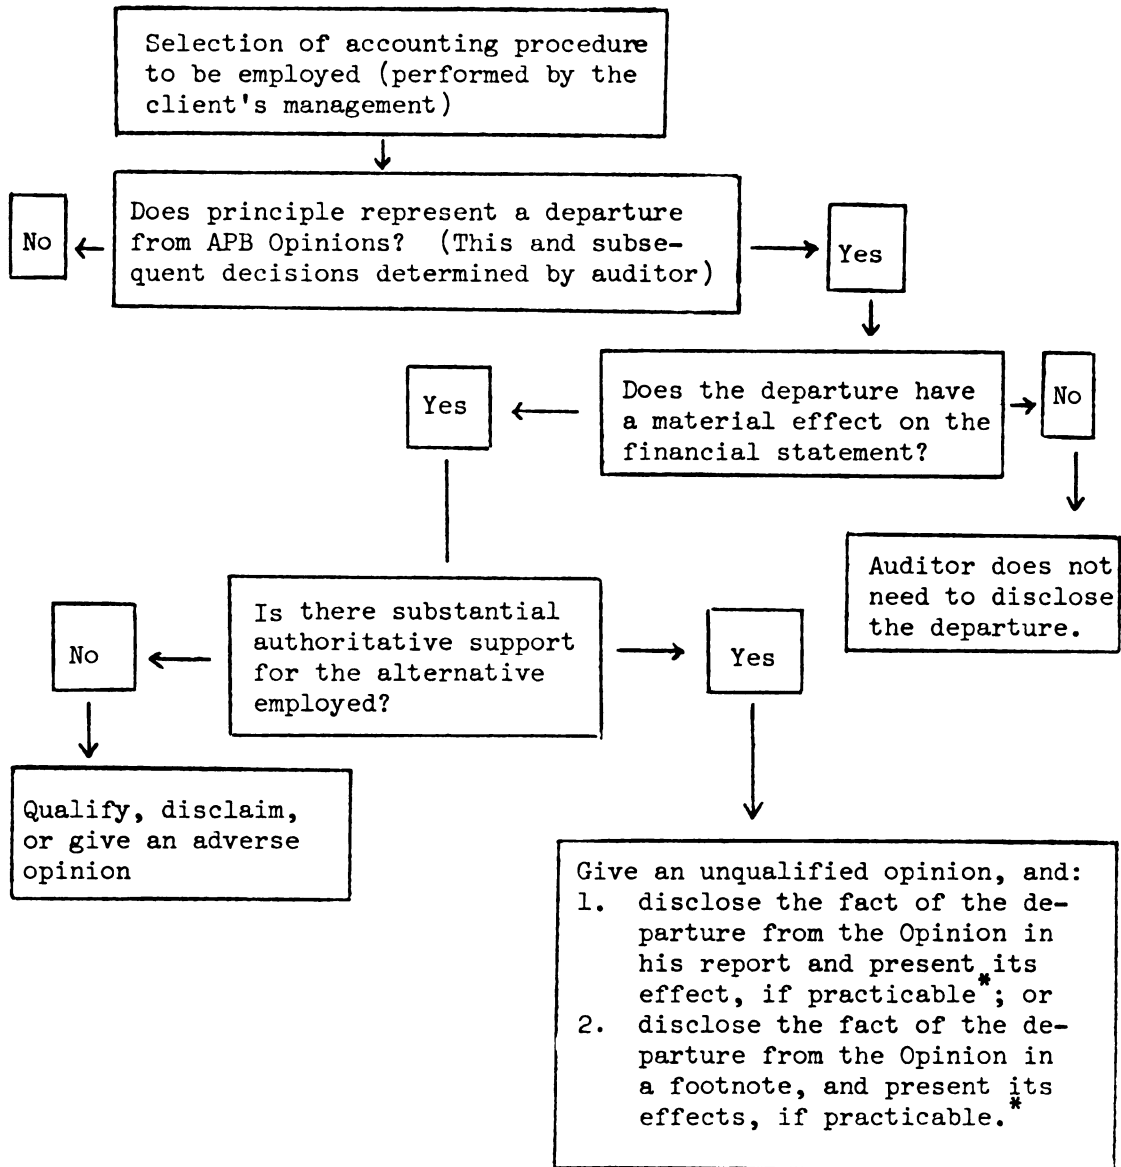 Selection of accounting procedure
to be employed (performed by the
client's management)
Does principle represent a departure
from APB Opinions? (This and subse-
quent decisions determined by auditor)
No
Yes
Does the departure have
a material effect on the
financial statement?
Yes
No
Auditor does not
need to disclose
the departure.
Is there substantial
authoritative support
for the alternative
employed?
No
Yes
Qualify, disclaim,
or give an adverse
opinion
Give an unqualified opinion, and:
1. disclose the fact of the de-
parture from the Opinion in
his report and present its
effect, if practicable*; or
2. disclose the fact of the de-
parture from the Opinion in
a footnote, and present its
effects, if practicable.*